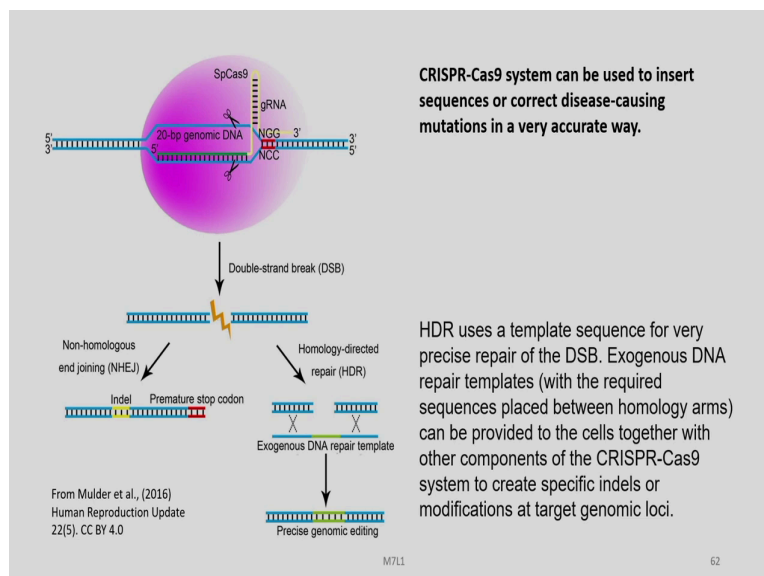 CRISPR-Cas9 system can be used to insert
sequences or correct disease-causing
mutations in a very accurate way.
SpCas9
gRNA
20-bp genomic DNA
NGG
3'
5'
3'
5'
NCC
3'
5'
Double-strand break (DSB)
Non-homologous
end joining (NHEJ)
Homology-directed
repair (HDR)
Indel
Premature stop codon
Exogenous DNA repair template
Precise genomic editing
HDR uses a template sequence for very
precise repair of the DSB. Exogenous DNA
repair templates (with the required
sequences placed between homology arms)
can be provided to the cells together with
other components of the CRISPR-Cas9
system to create specific indels or
modifications at target genomic loci.
From Mulder et al., (2016)
Human Reproduction Update
22(5). CC BY 4.0
M7L1
62